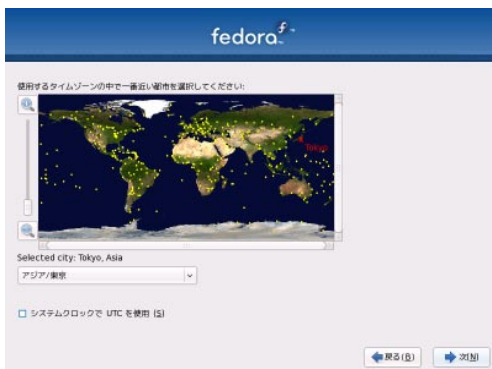 fedora
使用するタイムゾーンの中で一番近い都市を選択してください:
Tokyo
Selected city: Tokyo, Asia
アジア/東京
システムクロックで UTC を使用 (S)
戻る(B)
次(N)